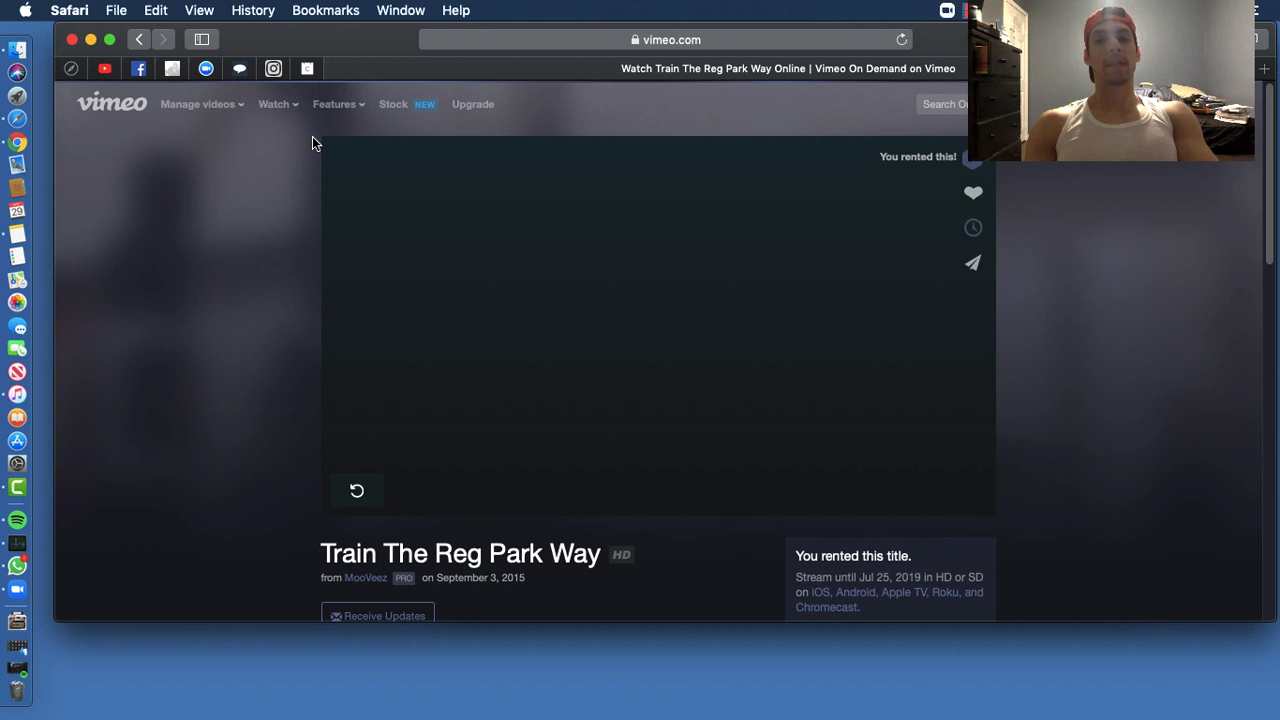 Safari File Edit View History Bookmarks Window Help
vimeo.com
Watch Train The Reg Park Way Online | Vimeo On Demand on Vimeo
vimeo Manage videos Watch Features Stock NEW Upgrade Search
You rented this!
29
Train The Reg Park Way HD
from MooVeez PRO on September 3, 2015
Receive Updates
You rented this title.
Stream until Jul 25, 2019 in HD or SD
on iOS, Android, Apple TV, Roku, and
Chromecast.